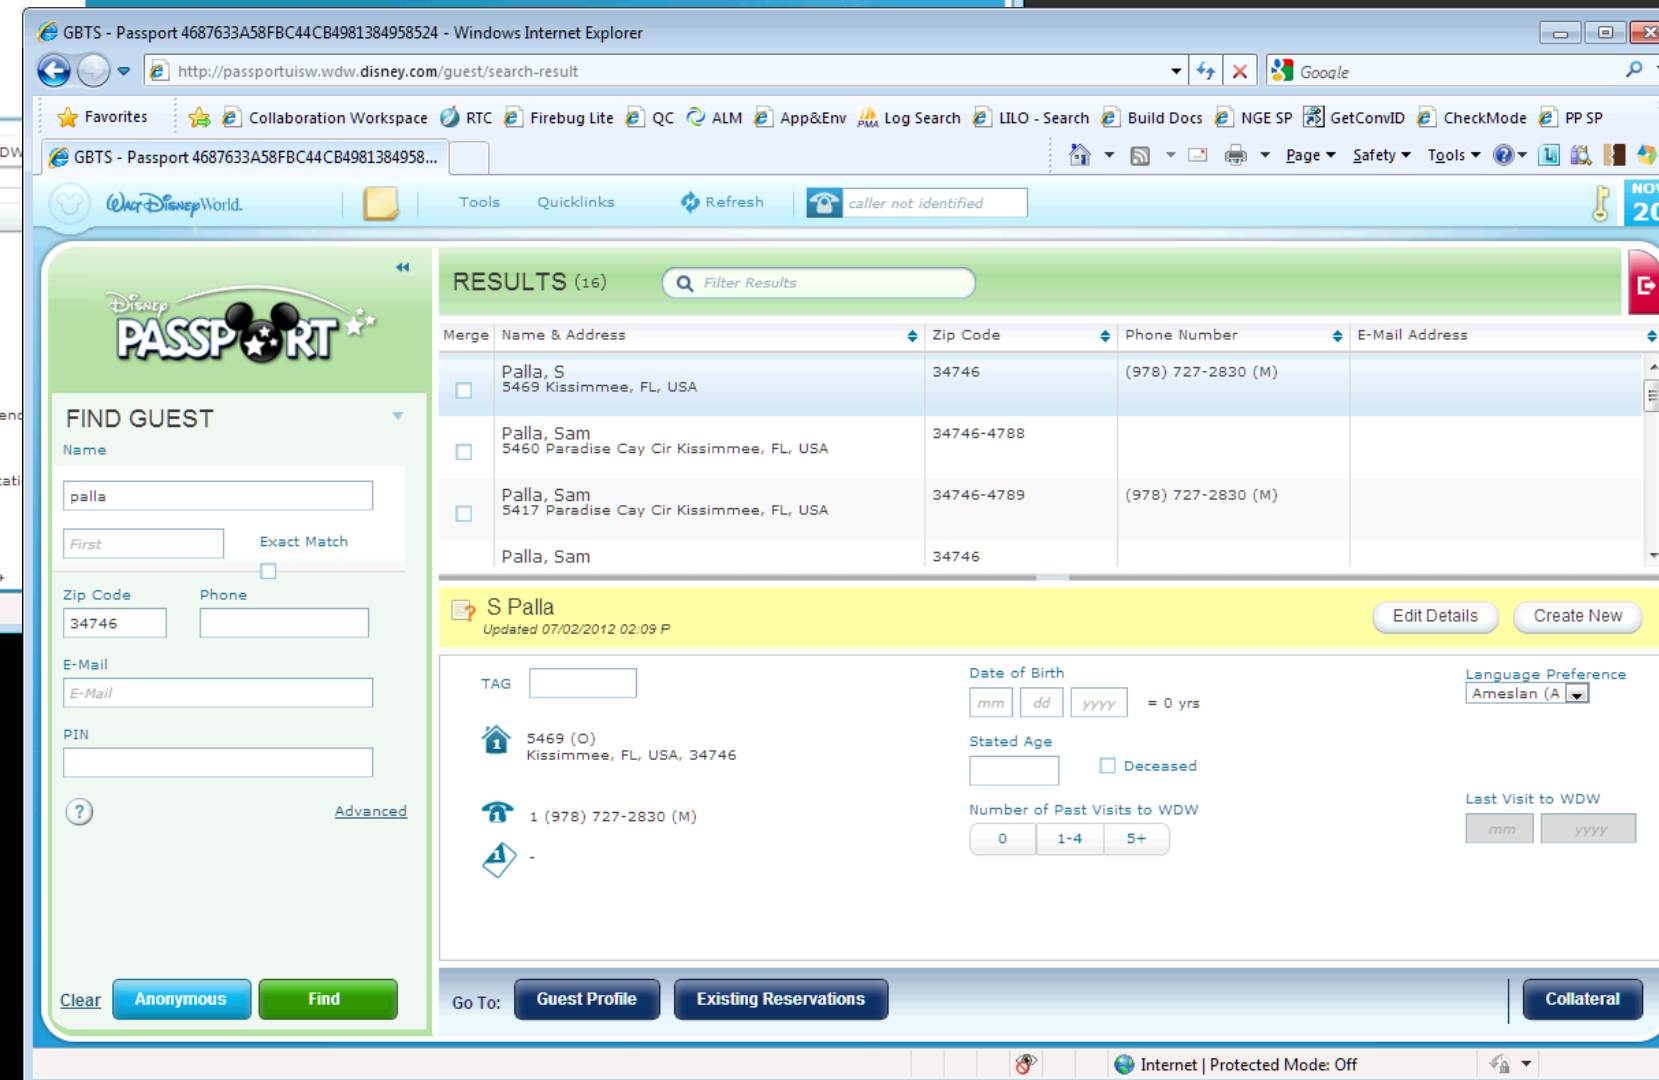 GBTS - Passport 4687633A58FBC44CB4981384958524 - Windows Internet Explorer
http://passportuisw.wdw.disney.com/guest/search-result
Google
Favorites Collaboration Workspace RTC Firebug Lite QC ALM App&Env Log Search LILO - Search Build Docs NGE SP GetConvID CheckMode PP SP
GBTS - Passport 4687633A58FBC44CB4981384958...
Page Safety Tools
Walt Disney World.
Tools Quicklinks Refresh caller not identified
Disney
PASSPORT
RESULTS (16)
Filter Results
Merge Name & Address Zip Code Phone Number E-Mail Address
Palla, S 34746 (978) 727-2830 (M)
5469 Kissimmee, FL, USA
Palla, Sam 34746-4788
5460 Paradise Cay Cir Kissimmee, FL, USA
Palla, Sam 34746-4789 (978) 727-2830 (M)
5417 Paradise Cay Cir Kissimmee, FL, USA
Palla, Sam 34746
FIND GUEST
Name
palla
First
Exact Match
Zip Code Phone
34746
E-Mail
E-Mail
PIN
?
Advanced
Clear Anonymous Find
S Palla
Updated 07/02/2012 02:09 P
Edit Details Create New
TAG
1
5469 (O)
Kissimmee, FL, USA, 34746
1
1 (978) 727-2830 (M)
1
-
Date of Birth
mm dd yyyy = 0 yrs
Stated Age
Deceased
Number of Past Visits to WDW
0 1-4 5+
Language Preference
Ameslan (A
Last Visit to WDW
mm yyyy
Go To: Guest Profile Existing Reservations Collateral
Internet | Protected Mode: Off